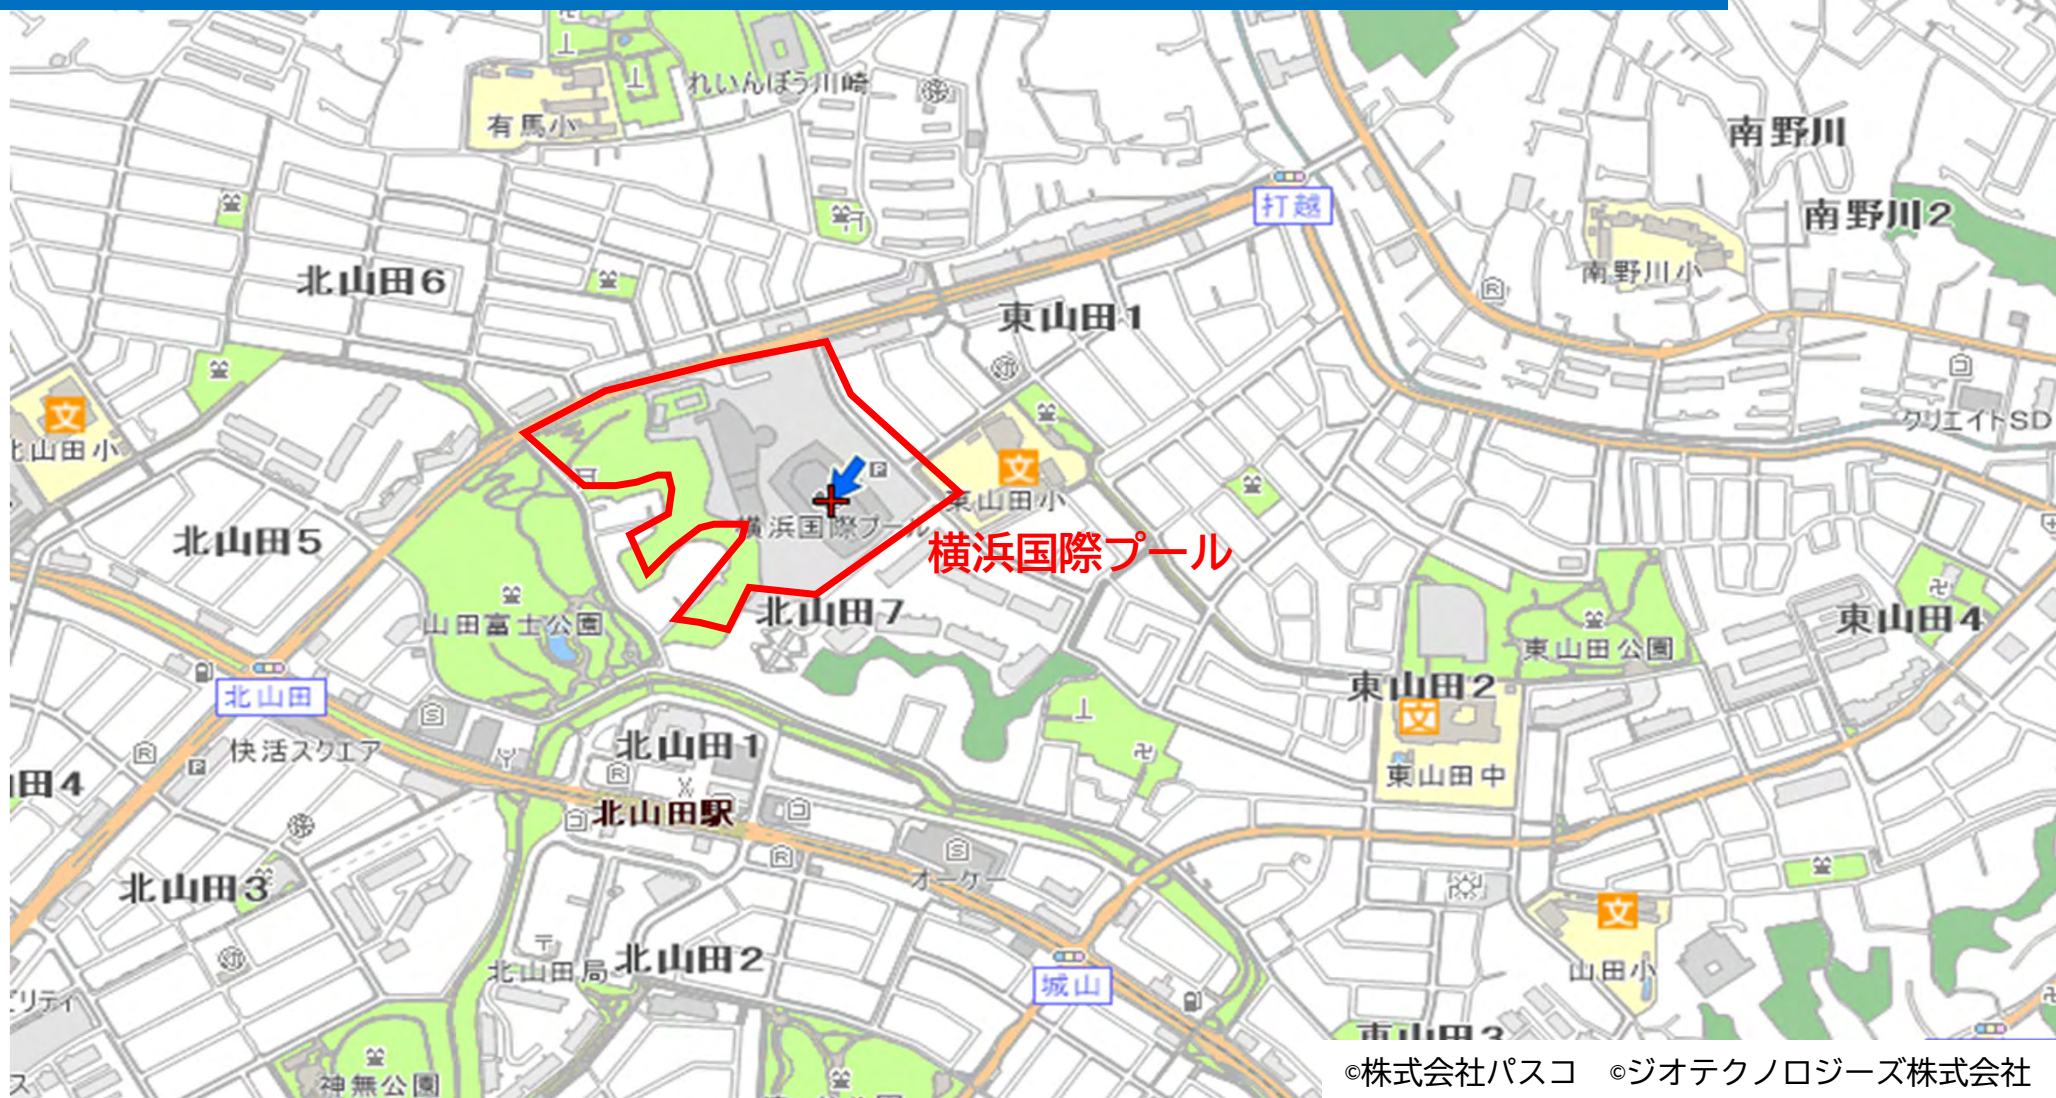 れいんぼう川崎
有馬小
南野川
打越
南野川2
南野川小
北山田6
東山田1
クリエイトSD
文
北山田小
文
P
東山田小
横浜国際プール
横浜国際プール
北山田5
北山田7
山田富士公園
東山田公園
東山田4
東山田2
文
東山田中
北山田
快活スクエア
P
北山田1
田4
北山田駅
オーケー
北山田3
文
山田小
北山田2
北山田局
城山
リティ
東山田3
神無公園
ス
©株式会社パスコ ©ジオテクノロジーズ株式会社